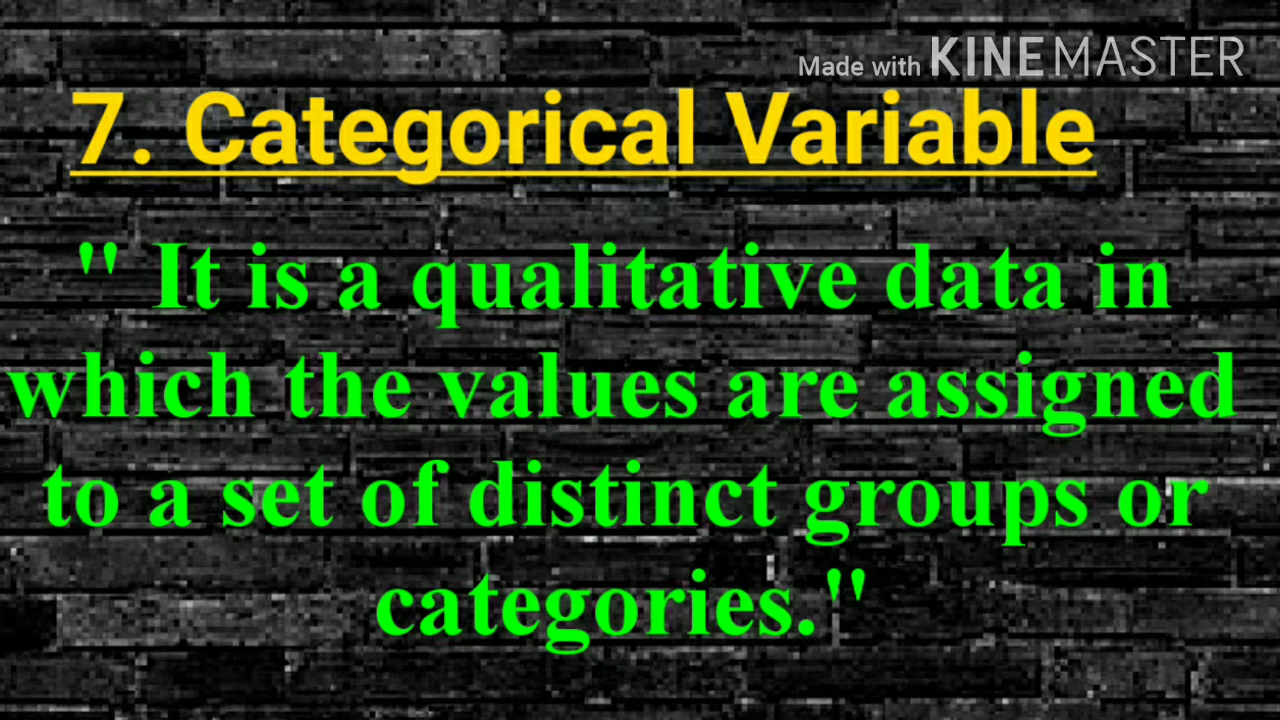 Made with KINEMASTER
7. Categorical Variable
" It is a qualitative data in
which the values are assigned
to a set of distinct groups or
categories."